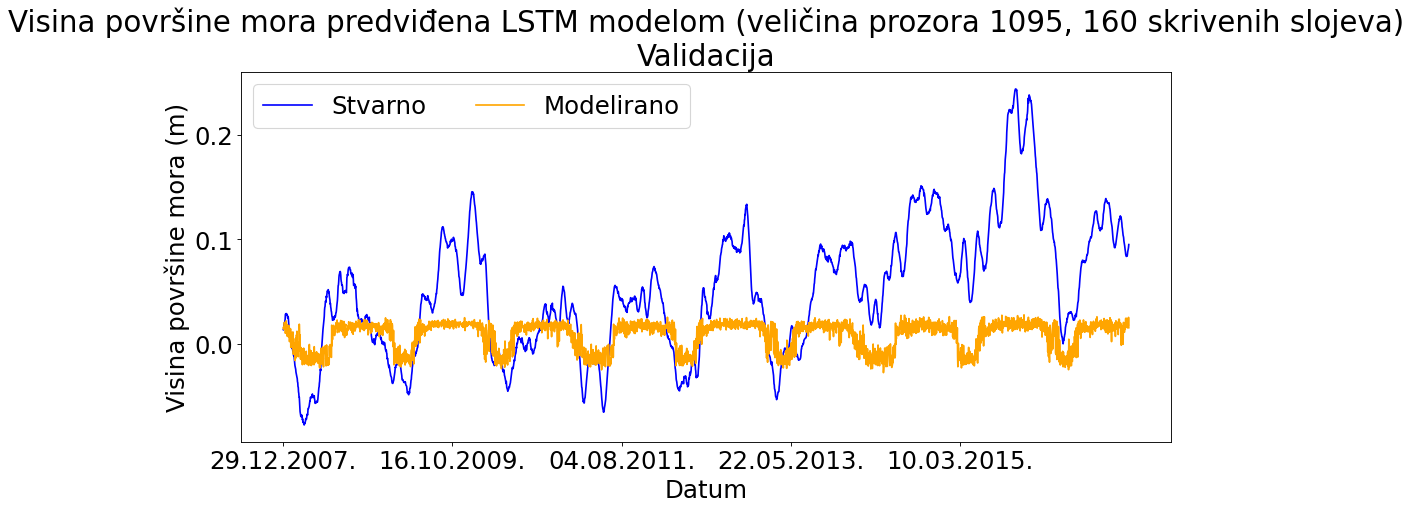 Visina površine mora predviđena LSTM modelom (veličina prozora 1095, 160 skrivenih slojeva)
Validacija
Stvarno Modelirano
Visina površine mora (m)
0.2
0.1
0.0
29.12.2007. 16.10.2009. 04.08.2011. 22.05.2013. 10.03.2015.
Datum